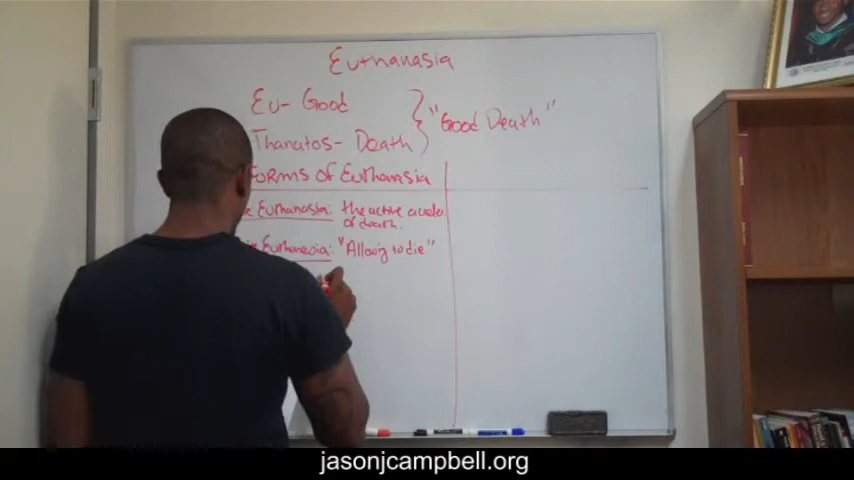 Euthanasia
Eu- Good
Thanatos- Death
"Good Death"
Forms of Euthanasia
Euthanasia: the active
of death.
Euthanasia: "Allowing to die"
jasonjcampbell.org